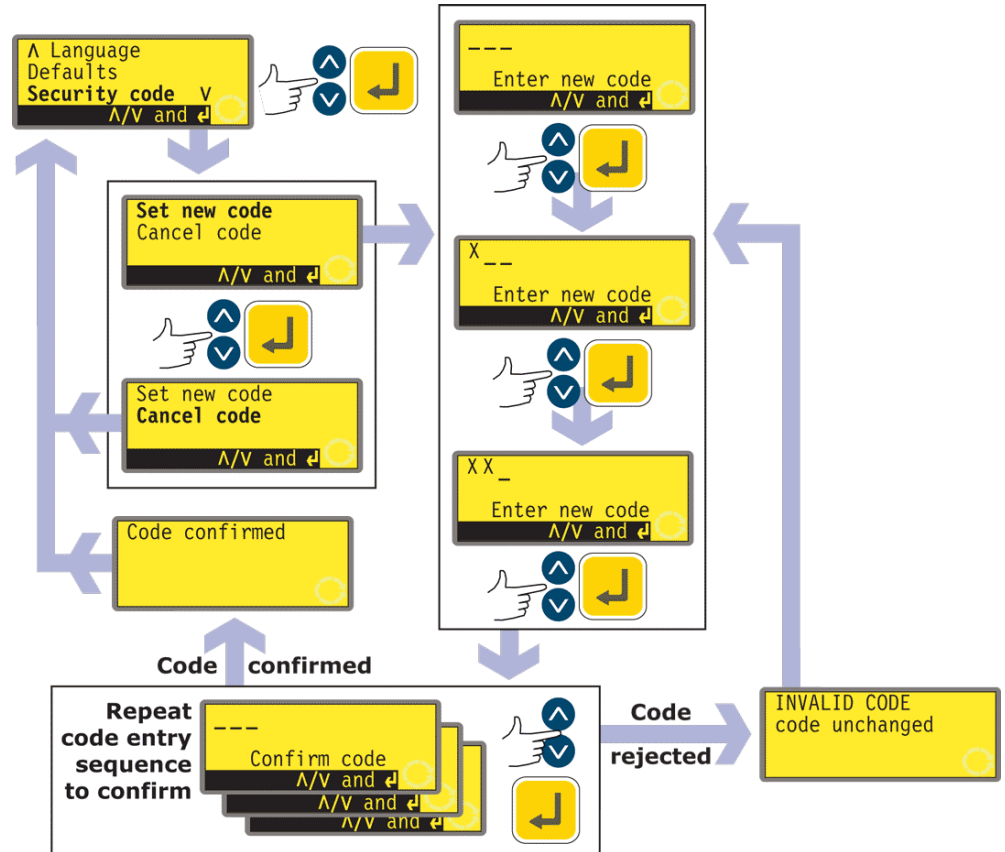 Λ Language
Defaults
Security code V
Λ/V and ↲
Set new code
Cancel code
Λ/V and ↲
Set new code
Cancel code
Λ/V and ↲
Code confirmed
_ _ _
Enter new code
Λ/V and ↲
X _ _
Enter new code
Λ/V and ↲
X X _
Enter new code
Λ/V and ↲
Code confirmed
Repeat
code entry
sequence
to confirm
_ _ _
Confirm code
Λ/V and ↲
Λ/V and ↲
Λ/V and ↲
Code
rejected
INVALID CODE
code unchanged